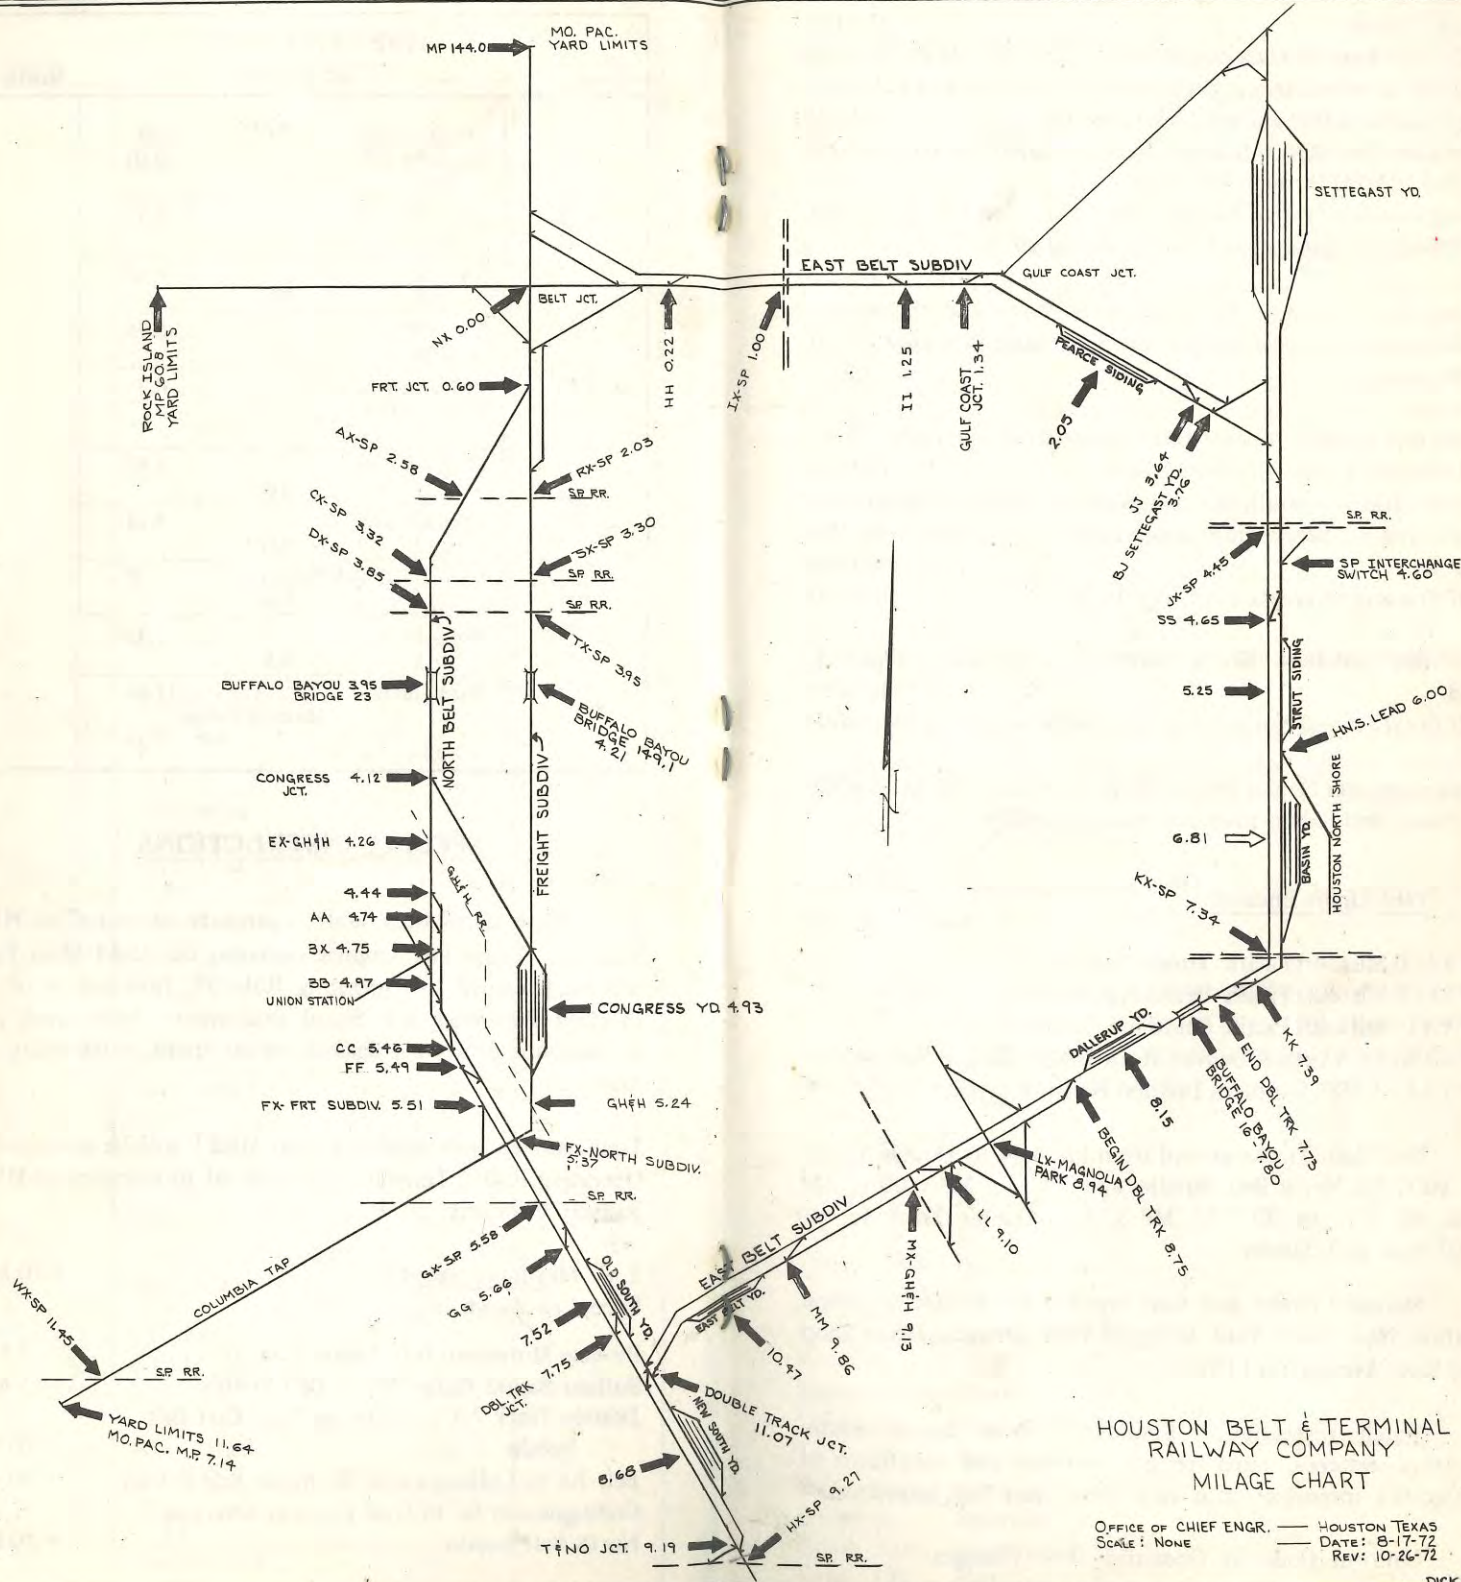 MO. PAC.
YARD LIMITS
MP 144.0
SETTEGAST YD.
EAST BELT SUBDIV
GULF COAST JCT.
BELT JCT.
NX 0.00
ROCK ISLAND
MP 60.8
YARD LIMITS
HH 0.22
IX-SP 1.00
II 1.25
GULF COAST
JCT. 1.34
PEARCE SIDING
2.05
JJ 3.64
BJ SETTEGAST YD.
3.76
FRT. JCT. 0.60
AX-SP 2.58
RX-SP 2.03
S.P. RR.
CX-SP 3.32
SX-SP 3.30
S.P. RR.
DX-SP 3.85
S.P. RR.
TX-SP 3.95
S.P. RR.
JX-SP 4.45
SP INTERCHANGE
SWITCH 4.60
SS 4.65
STRUT SIDING
5.25
H.N.S. LEAD 6.00
NORTH BELT SUBDIV
BUFFALO BAYOU 3.95
BRIDGE 23
BUFFALO BAYOU
BRIDGE 149.1
4.21
FREIGHT SUBDIV
CONGRESS 4.12
JCT.
EX-GH&H 4.26
GH&H RR.
4.44
AA 4.74
BX 4.75
BB 4.97
UNION STATION
CONGRESS YD. 4.93
CC 5.46
FF 5.49
FX-FRT SUBDIV. 5.51
GH&H 5.24
FX-NORTH SUBDIV.
5.37
6.81
BASIN YD.
HOUSTON NORTH SHORE
KX-SP 7.34
KK 7.39
END DBL TRK 7.73
BUFFALO BAYOU
BRIDGE 16-7.80
DALLERUP YD.
8.15
BEGIN DBL TRK 8.75
LX-MAGNOLIA
PARK 8.94
LL 9.10
MX-GH&H 9.13
EAST BELT SUBDIV
MM 9.86
EAST BELT YD.
10.47
S.P. RR.
GX-S.P. 5.58
GG 5.66
OLD SOUTH YD.
7.52
DBL TRK 7.75
JCT.
COLUMBIA TAP
WX-SP 11.45
S.P. RR.
YARD LIMITS 11.64
MO. PAC. M.P. 7.14
DOUBLE TRACK JCT.
11.07
NEW SOUTH YD.
8.68
HX-SP 9.27
T&NO JCT. 9.19
S.P. RR.
HOUSTON BELT & TERMINAL
RAILWAY COMPANY
MILAGE CHART
OFFICE OF CHIEF ENGR. — HOUSTON TEXAS
SCALE: NONE — DATE: 8-17-72
REV: 10-26-72
DICK